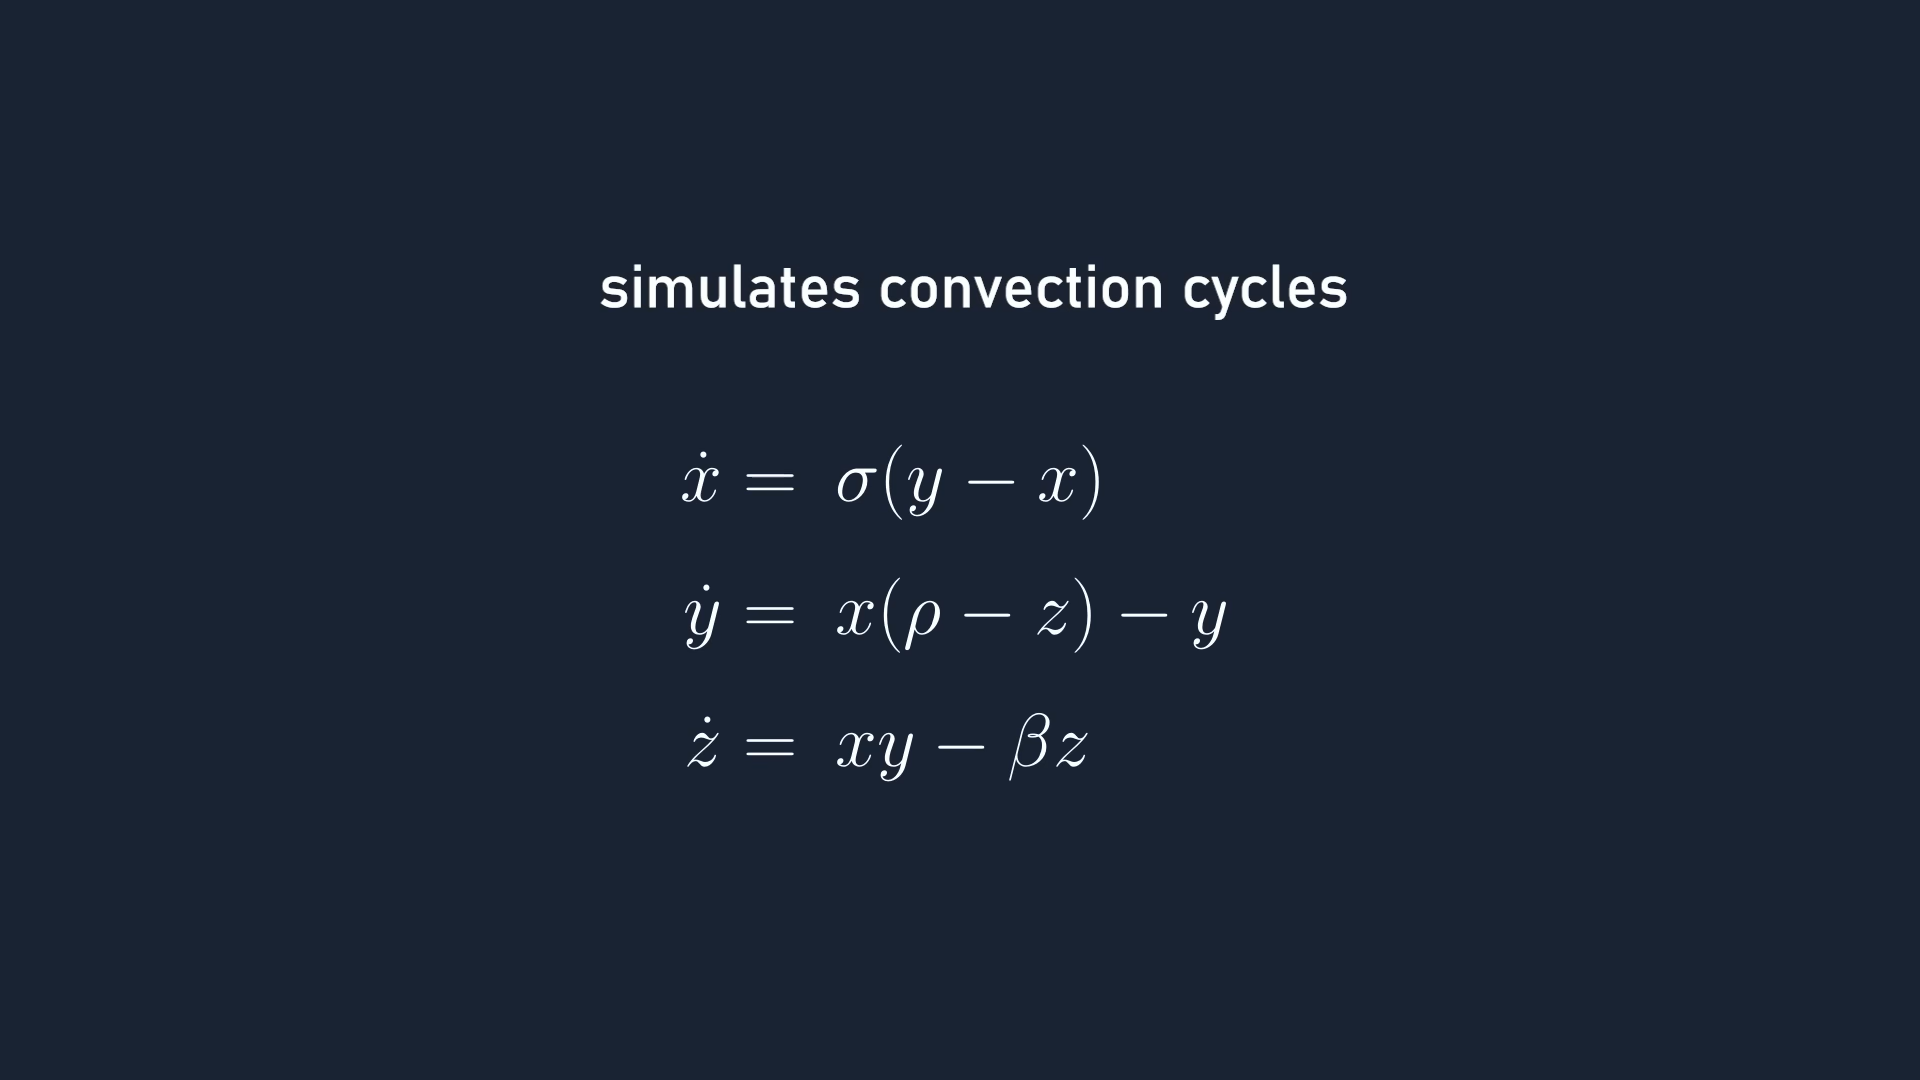 simulates convection cycles
ẋ = σ(y − x)
ẏ = x(ρ − z) − y
ż = xy − βz